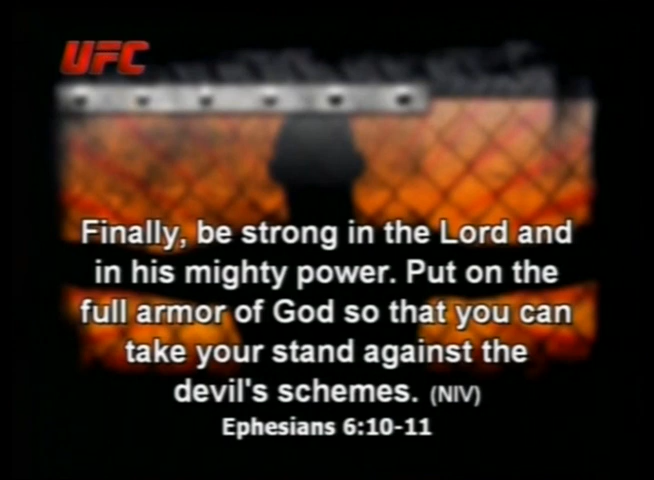 UFC
Finally, be strong in the Lord and
in his mighty power. Put on the
full armor of God so that you can
take your stand against the
devil's schemes. (NIV)
Ephesians 6:10-11